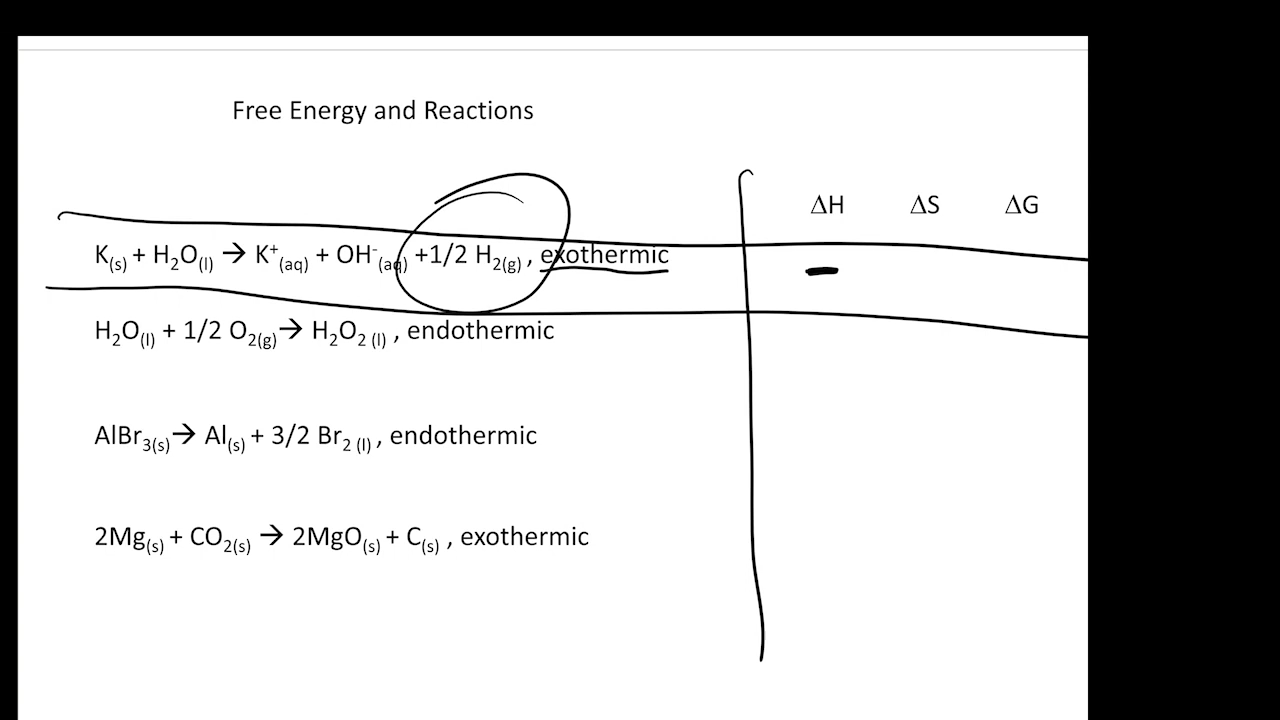 Free Energy and Reactions
ΔH ΔS ΔG
K(s) + H2O(l) → K+(aq) + OH-(aq) +1/2 H2(g) , exothermic –
H2O(l) + 1/2 O2(g)→ H2O2 (l) , endothermic
AlBr3(s)→ Al(s) + 3/2 Br2 (l) , endothermic
2Mg(s) + CO2(s) → 2MgO(s) + C(s) , exothermic